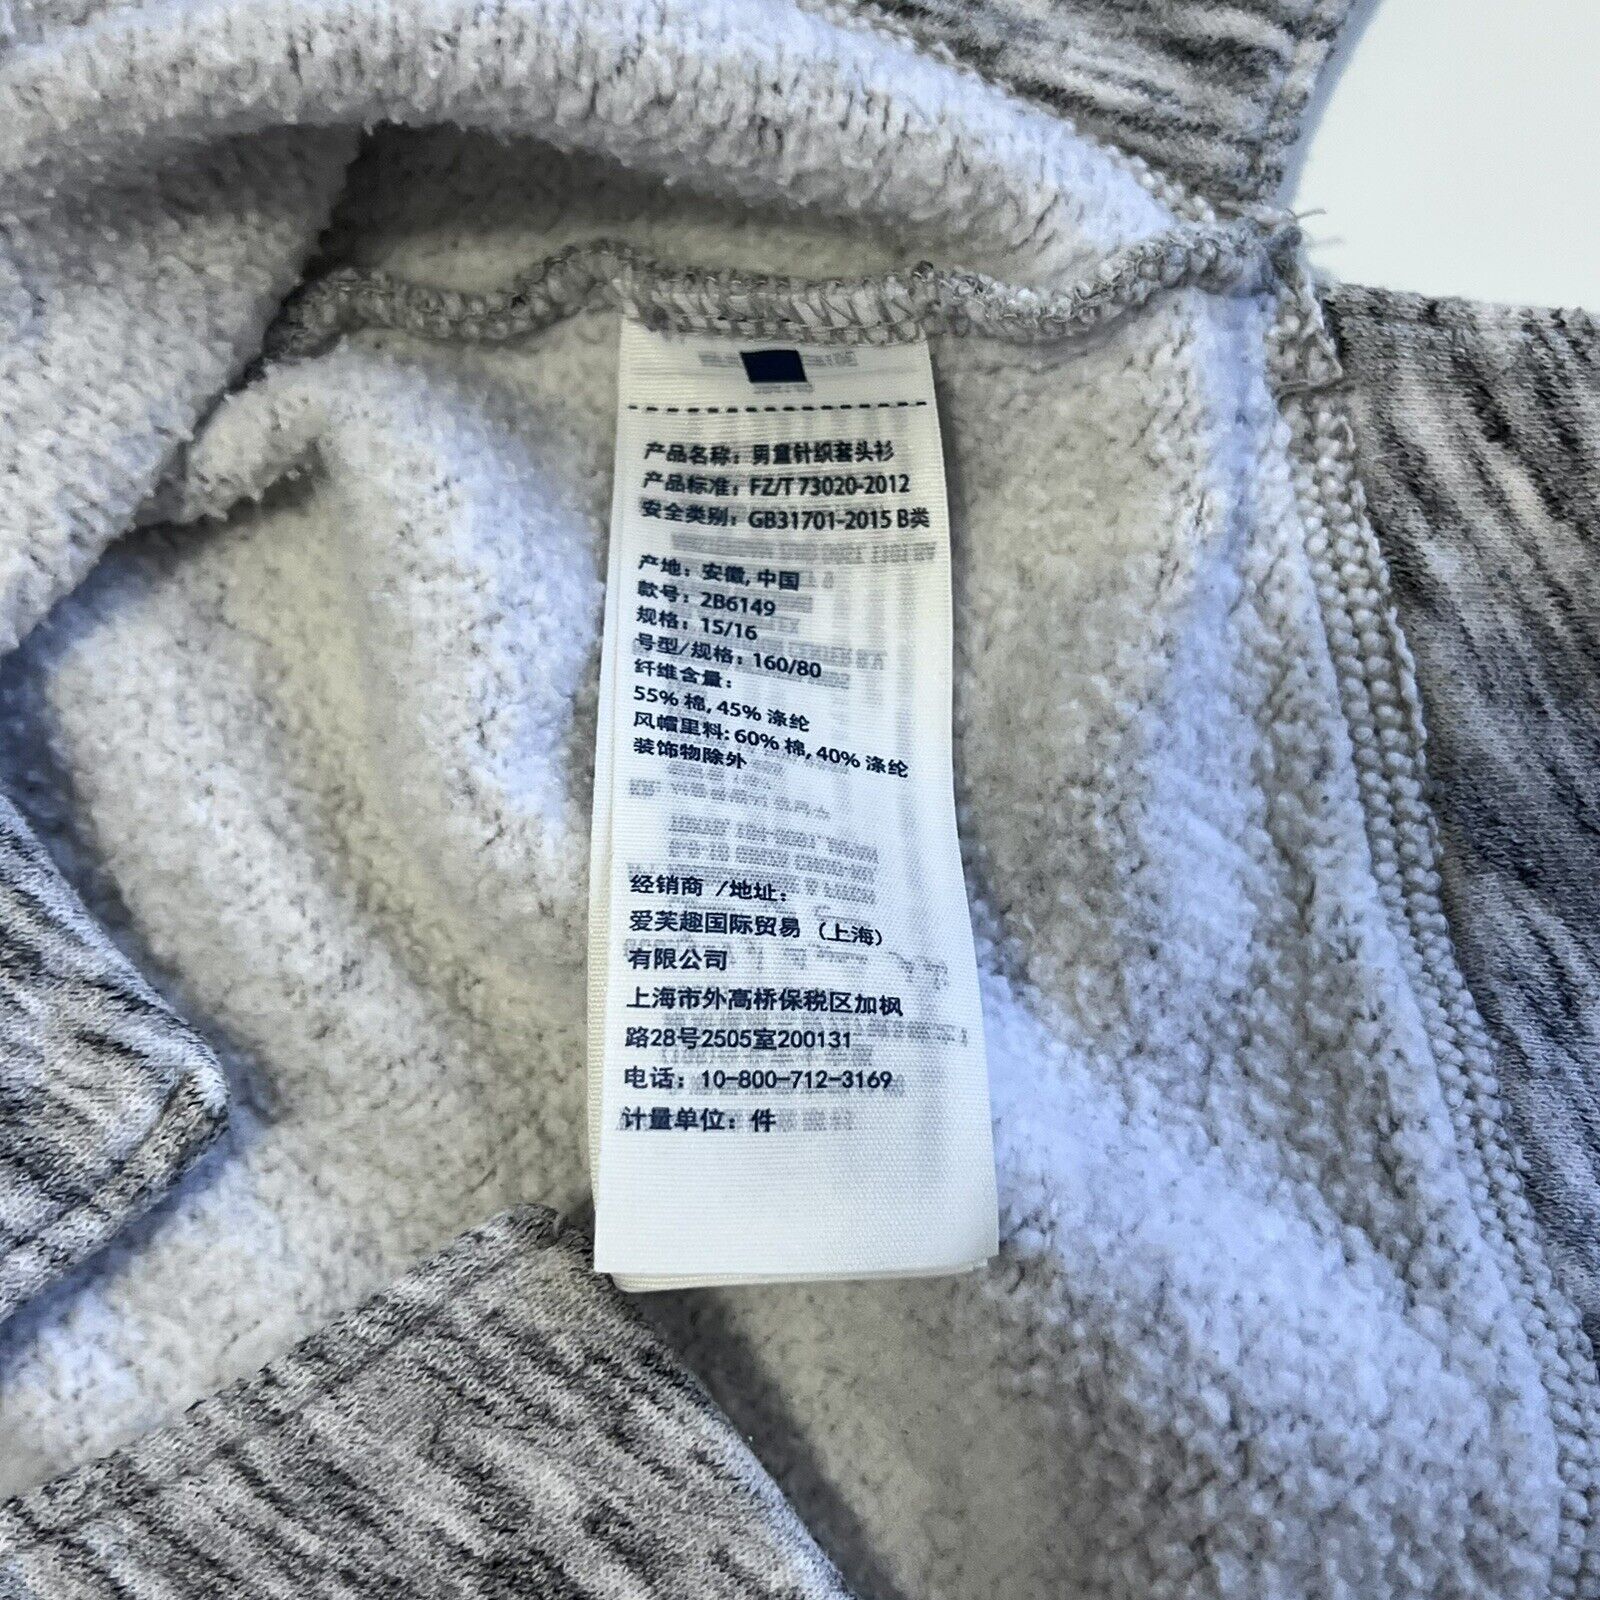 产品名称：男童针织套头衫
产品标准：FZ/T 73020-2012
安全类别：GB31701-2015 B类
产地：安徽, 中国
款号：2B6149
规格：15/16
号型/规格：160/80
纤维含量：
55% 棉, 45% 涤纶
风帽里料: 60% 棉, 40% 涤纶
装饰物除外
经销商 /地址：
爱芙趣国际贸易 (上海)
有限公司
上海市外高桥保税区加枫
路28号2505室200131
电话：10-800-712-3169
计量单位：件